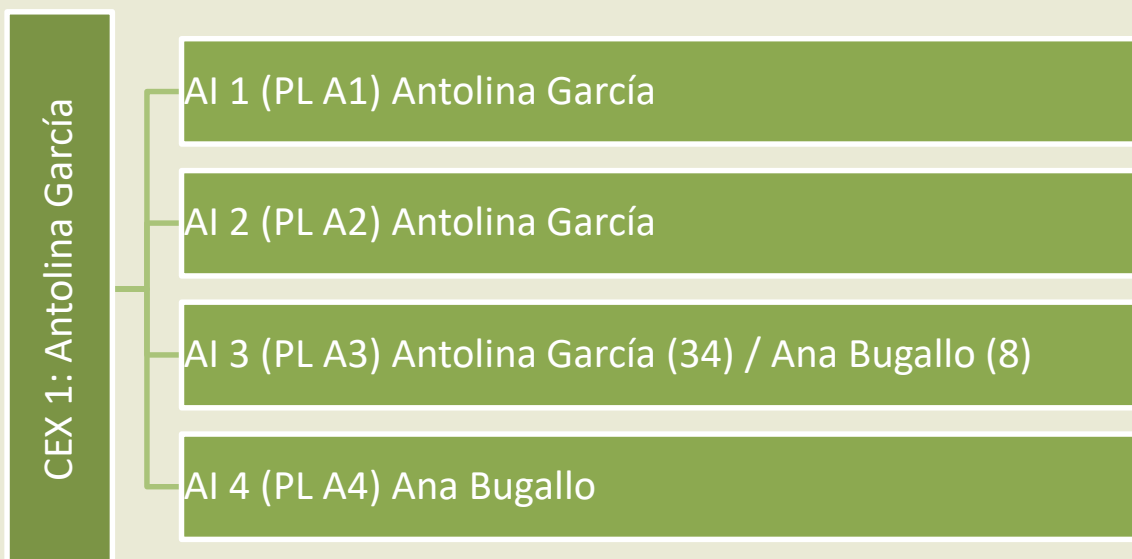 CEX 1: Antolina García
AI 1 (PL A1) Antolina García
AI 2 (PL A2) Antolina García
AI 3 (PL A3) Antolina García (34) / Ana Bugallo (8)
AI 4 (PL A4) Ana Bugallo